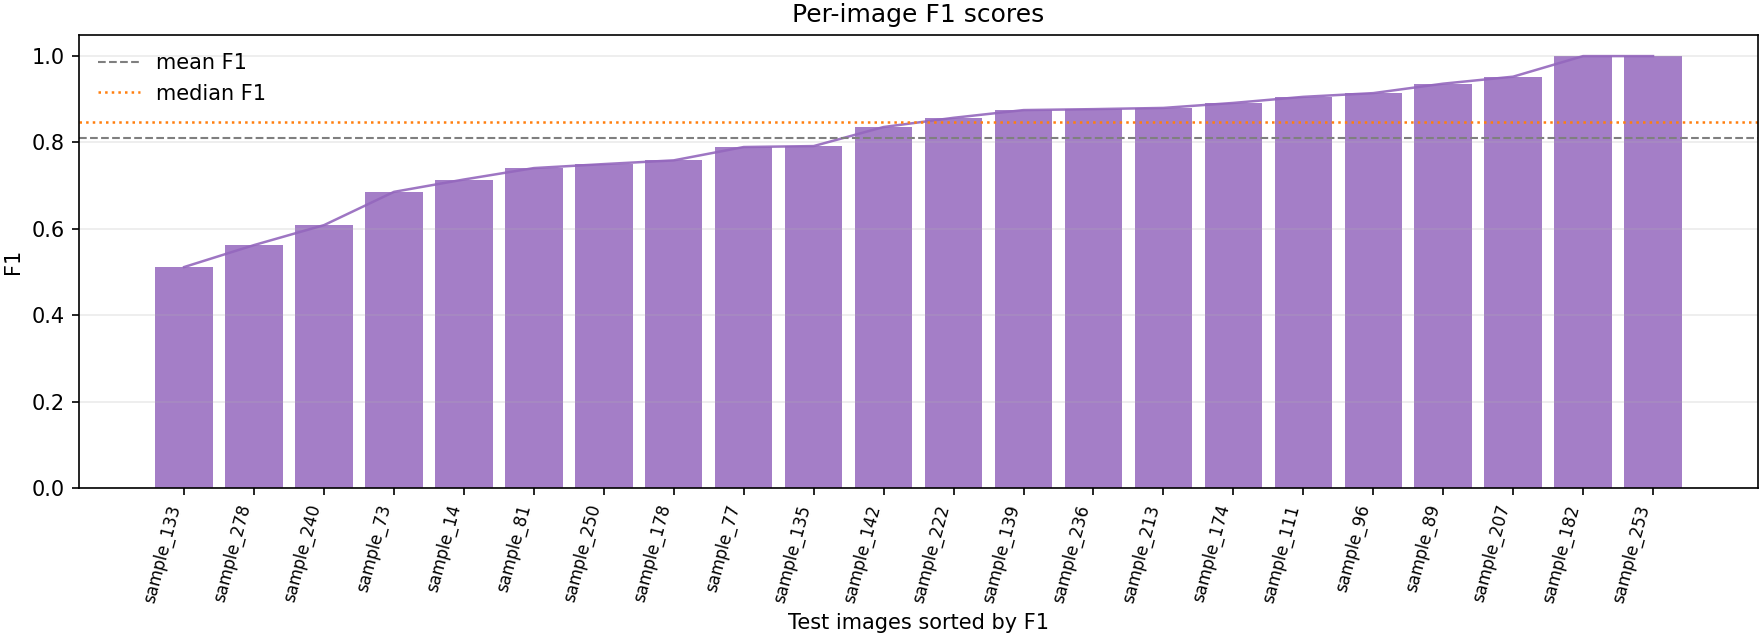 Per-image F1 scores
mean F1
median F1
F1
1.0
0.8
0.6
0.4
0.2
0.0
sample_133
sample_278
sample_240
sample_73
sample_14
sample_81
sample_250
sample_178
sample_77
sample_135
sample_142
sample_222
sample_139
sample_236
sample_213
sample_174
sample_111
sample_96
sample_89
sample_207
sample_182
sample_253
Test images sorted by F1